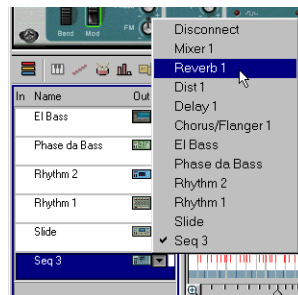 Bend Mod FM
Disconnect
Mixer 1
Reverb 1
Dist 1
Delay 1
Chorus/Flanger 1
El Bass
Phase da Bass
Rhythm 2
Rhythm 1
Slide
✔ Seq 3
In Name Out
El Bass
Phase da Bass
Rhythm 2
Rhythm 1
Slide
Seq 3